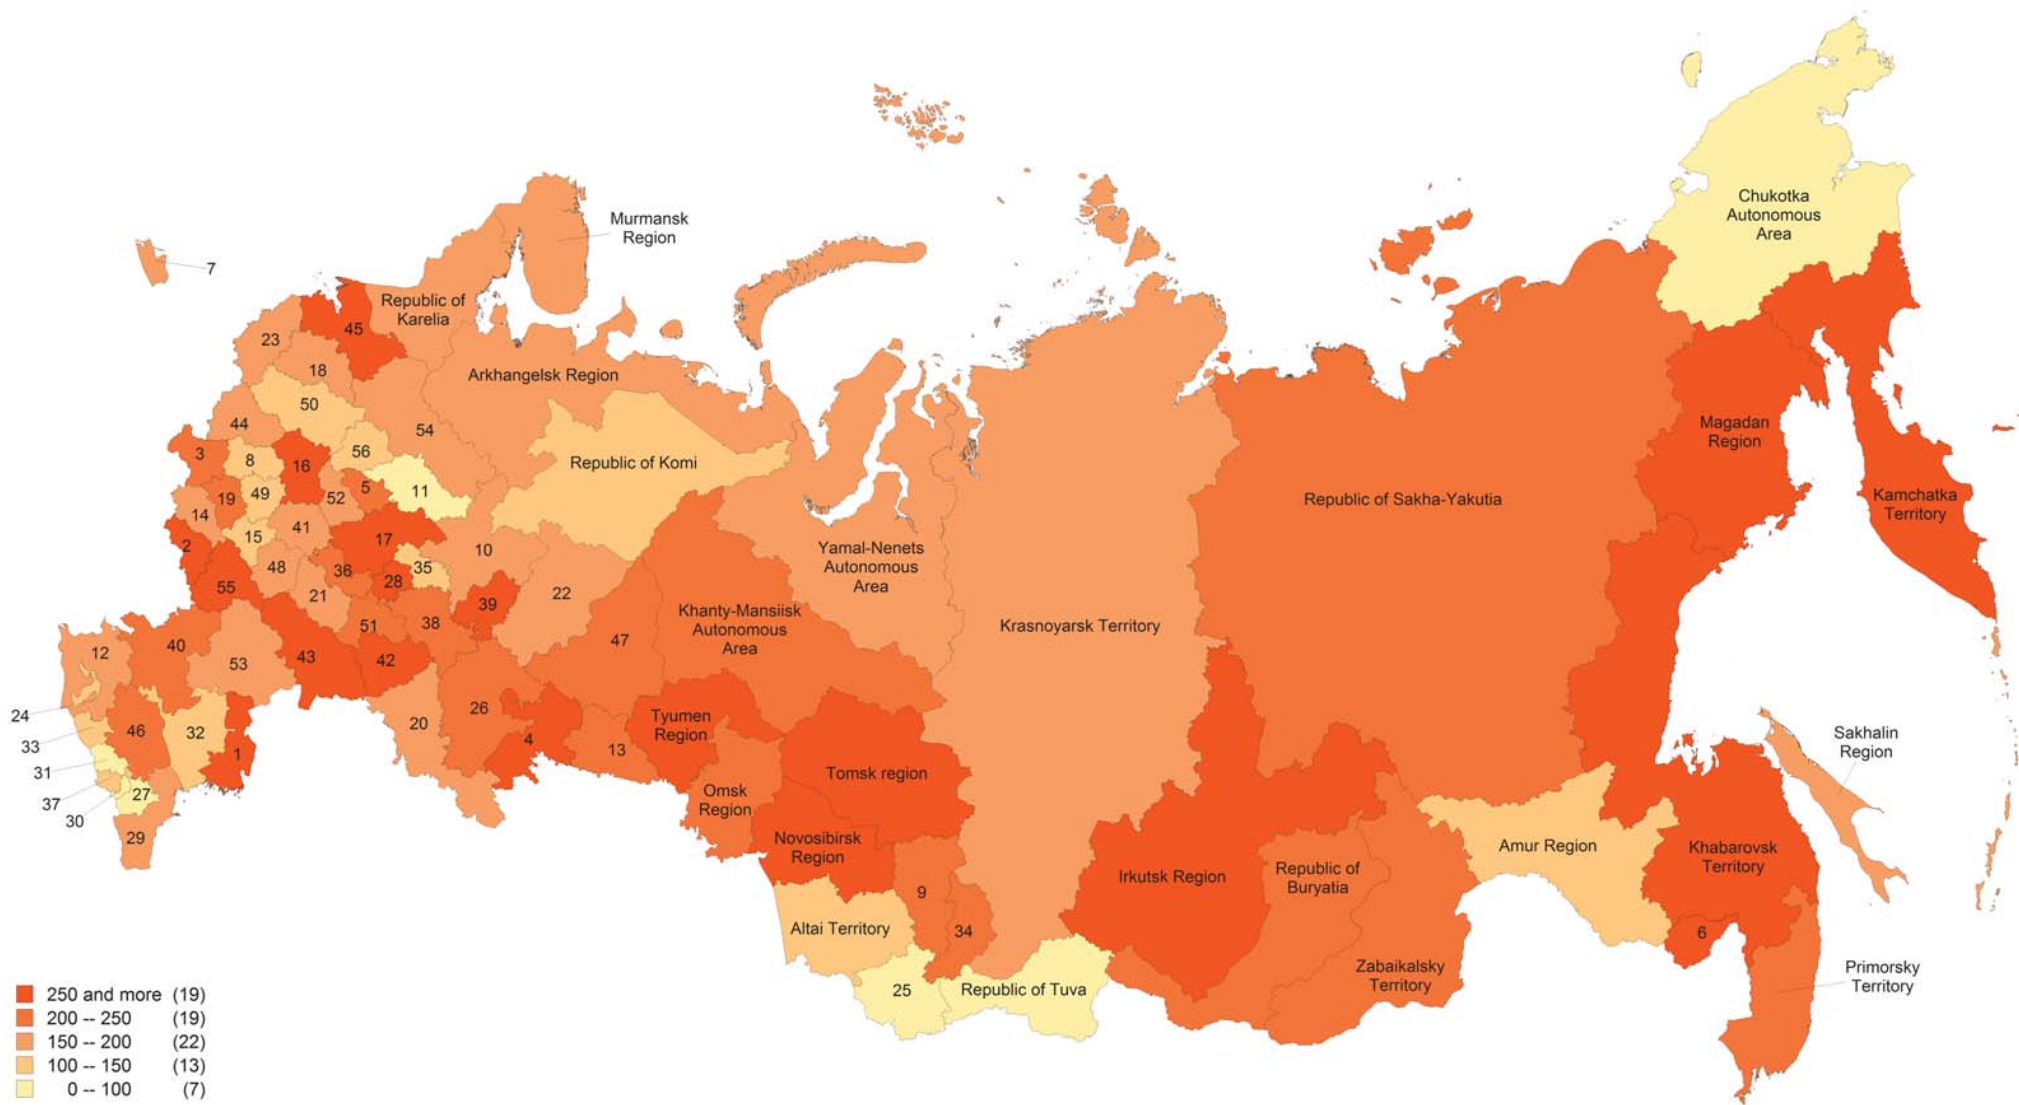 Murmansk
Region
7
Republic of
Karelia
45
23
18
Arkhangelsk Region
50
44
54
3
8
16
56
5
11
Republic of Komi
19
49
52
14
41
15
2
17
10
48
36
28
35
55
21
39
22
51
38
47
12
40
53
43
42
24
33
46
32
1
31
37
27
30
29
20
26
4
13
Khanty-Mansiisk
Autonomous
Area
Yamal-Nenets
Autonomous
Area
Krasnoyarsk Territory
Republic of Sakha-Yakutia
Chukotka
Autonomous
Area
Magadan
Region
Kamchatka
Territory
Tyumen
Region
Tomsk region
Omsk
Region
Novosibirsk
Region
9
34
Altai Territory
25
Republic of Tuva
Irkutsk Region
Republic of
Buryatia
Zabaikalsky
Territory
Amur Region
Khabarovsk
Territory
6
Sakhalin
Region
Primorsky
Territory
250 and more (19)
200 -- 250 (19)
150 -- 200 (22)
100 -- 150 (13)
0 -- 100 (7)